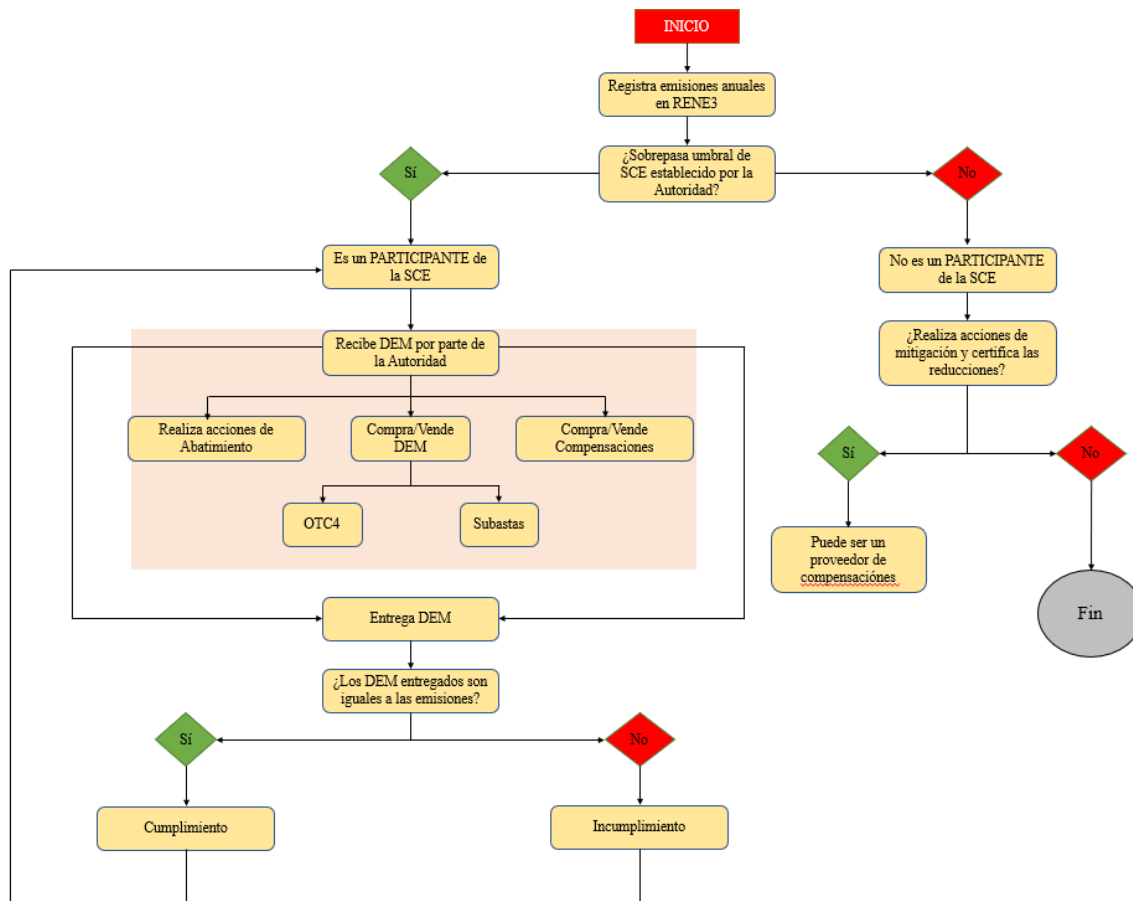 INICIO
Registra emisiones anuales
en RENE3
¿Sobrepasa umbral de
SCE establecido por la
Autoridad?
Sí
No
Es un PARTICIPANTE de
la SCE
No es un PARTICIPANTE
de la SCE
Recibe DEM por parte de
la Autoridad
¿Realiza acciones de
mitigación y certifica las
reducciones?
Realiza acciones de
Abatimiento
Compra/Vende
DEM
Compra/Vende
Compensaciones
Sí
No
OTC4
Subastas
Puede ser un
proveedor de
compensaciónes
Entrega DEM
Fin
¿Los DEM entregados son
iguales a las emisiones?
Sí
No
Cumplimiento
Incumplimiento